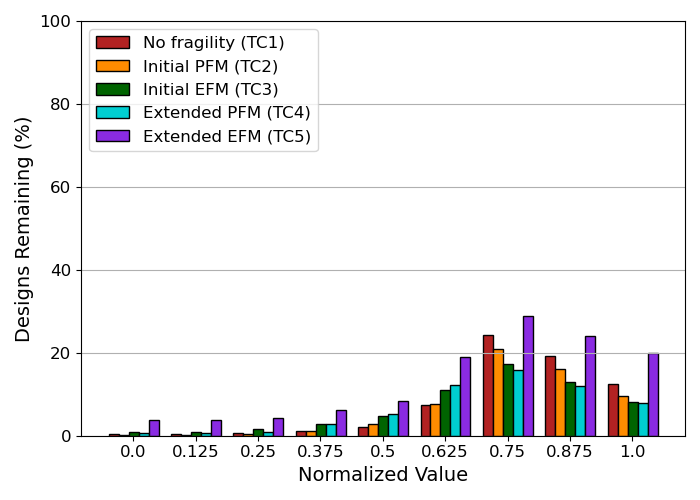 100
80
60
40
20
0
Designs Remaining (%)
No fragility (TC1)
Initial PFM (TC2)
Initial EFM (TC3)
Extended PFM (TC4)
Extended EFM (TC5)
0.0 0.125 0.25 0.375 0.5 0.625 0.75 0.875 1.0
Normalized Value